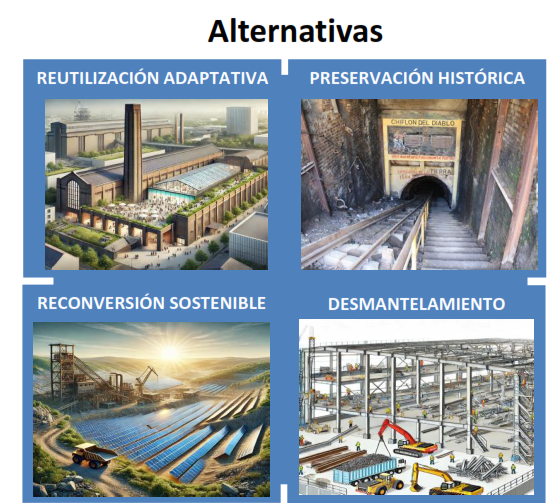 Alternativas
REUTILIZACIÓN ADAPTATIVA
PRESERVACIÓN HISTÓRICA
CHIFLON DEL DIABLO
RECONVERSIÓN SOSTENIBLE
DESMANTELAMIENTO